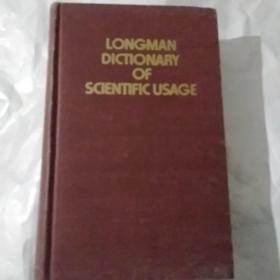 LONGMAN
DICTIONARY
OF
SCIENTIFIC USAGE